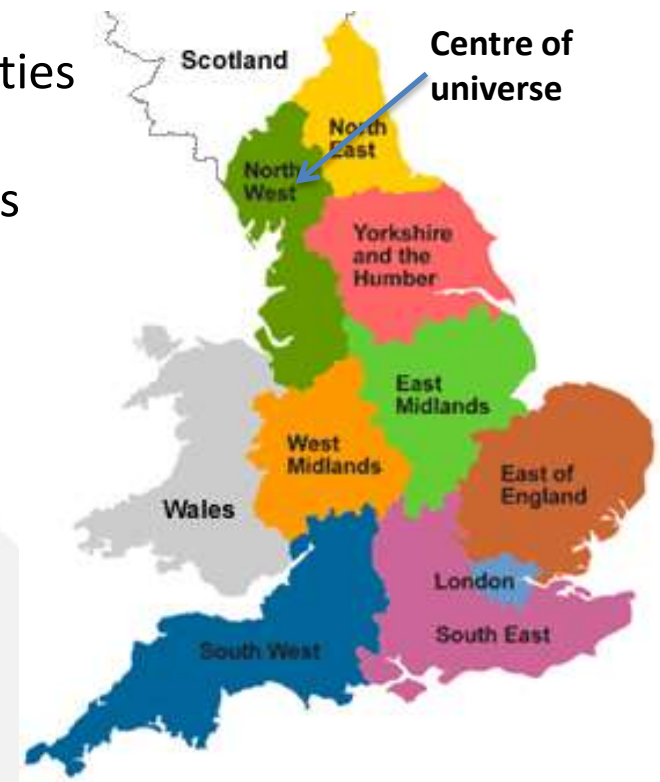 ties
s
Centre of
universe
Scotland
North
East
North
West
Yorkshire
and the
Humber
East
Midlands
West
Midlands
East of
England
Wales
London
South East
South West